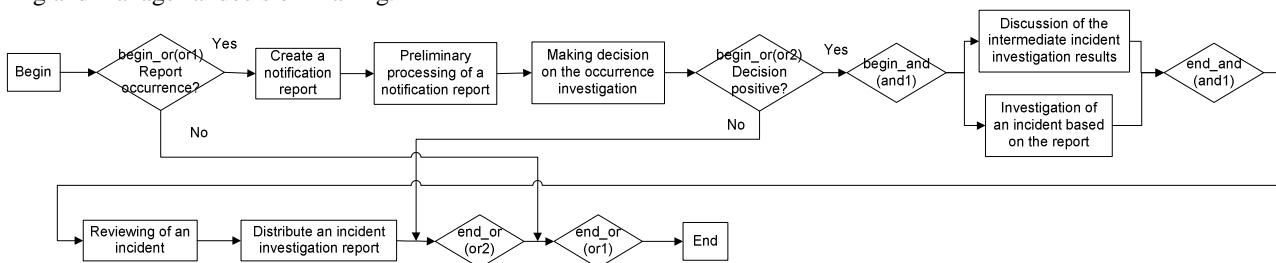 Begin
begin_or(or1)
Report
occurrence?
Yes
Create a
notification
report
Preliminary
processing of a
notification report
Making decision
on the occurrence
investigation
begin_or(or2)
Decision
positive?
Yes
begin_and
(and1)
Discussion of the
intermediate incident
investigation results
Investigation of
an incident based
on the report
end_and
(and1)
No
No
Reviewing of an
incident
Distribute an incident
investigation report
end_or
(or2)
end_or
(or1)
End